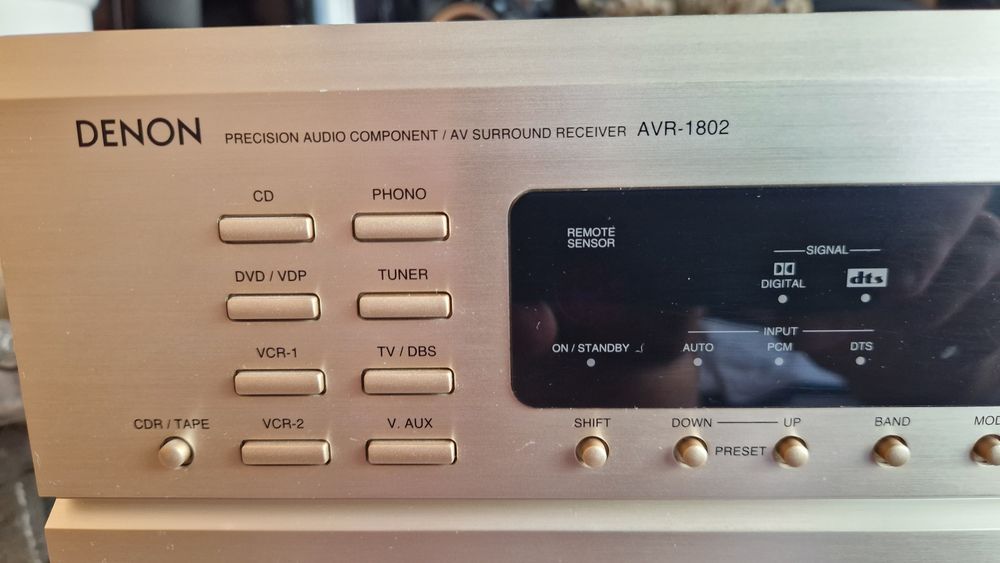 DENON PRECISION AUDIO COMPONENT / AV SURROUND RECEIVER AVR-1802
CD PHONO
DVD / VDP TUNER
VCR-1 TV / DBS
CDR / TAPE VCR-2 V. AUX
REMOTE
SENSOR
SIGNAL
DIGITAL dts
INPUT
ON / STANDBY AUTO PCM DTS
SHIFT DOWN UP BAND
PRESET